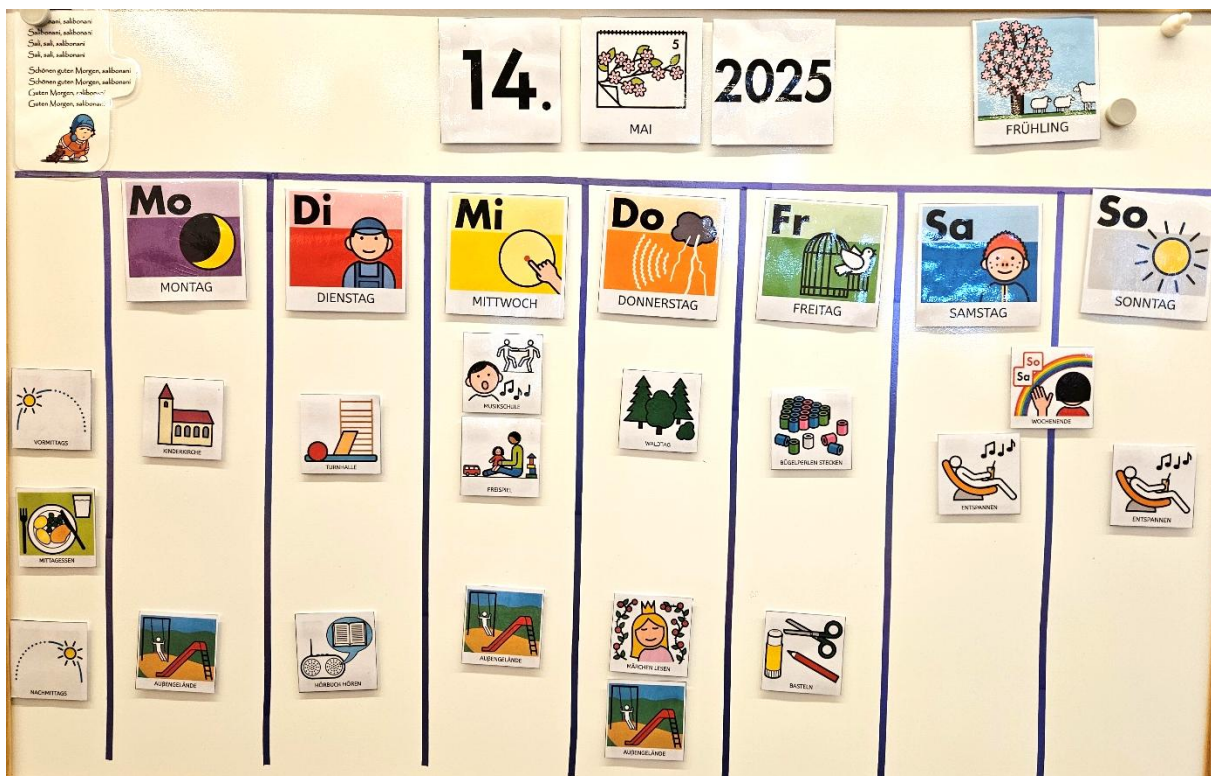 salibonani
Salibonani, salibonani
Sali, sali, salibonani
Sali, sali, salibonani
Schönen guten Morgen, salibonani
Schönen guten Morgen, salibonani
Guten Morgen, salibonani
Guten Morgen, salibonani
14.
5
MAI
2025
FRÜHLING
Mo
MONTAG
Di
DIENSTAG
Mi
MITTWOCH
Do
DONNERSTAG
Fr
FREITAG
Sa
SAMSTAG
So
SONNTAG
VORMITTAGS
KINDERKIRCHE
TURNHALLE
MUSIKSCHULE
FREISPIEL
WALDTAG
BÜGELPERLEN STECKEN
So
Sa
WOCHENENDE
ENTSPANNEN
ENTSPANNEN
MITTAGESSEN
NACHMITTAGS
AUßENGELÄNDE
HÖRBUCH HÖREN
AUßENGELÄNDE
MÄRCHEN LESEN
AUßENGELÄNDE
BASTELN